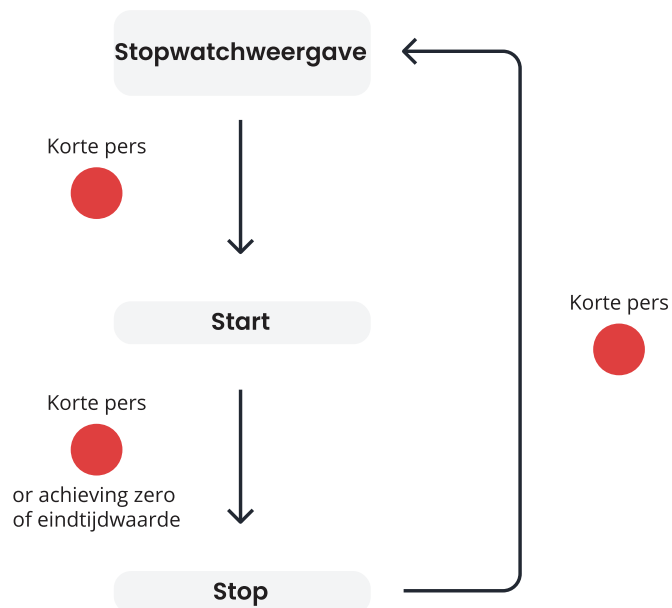 Stopwatchweergave
Korte pers
Start
Korte pers
Korte pers
or achieving zero
of eindtijdwaarde
Stop